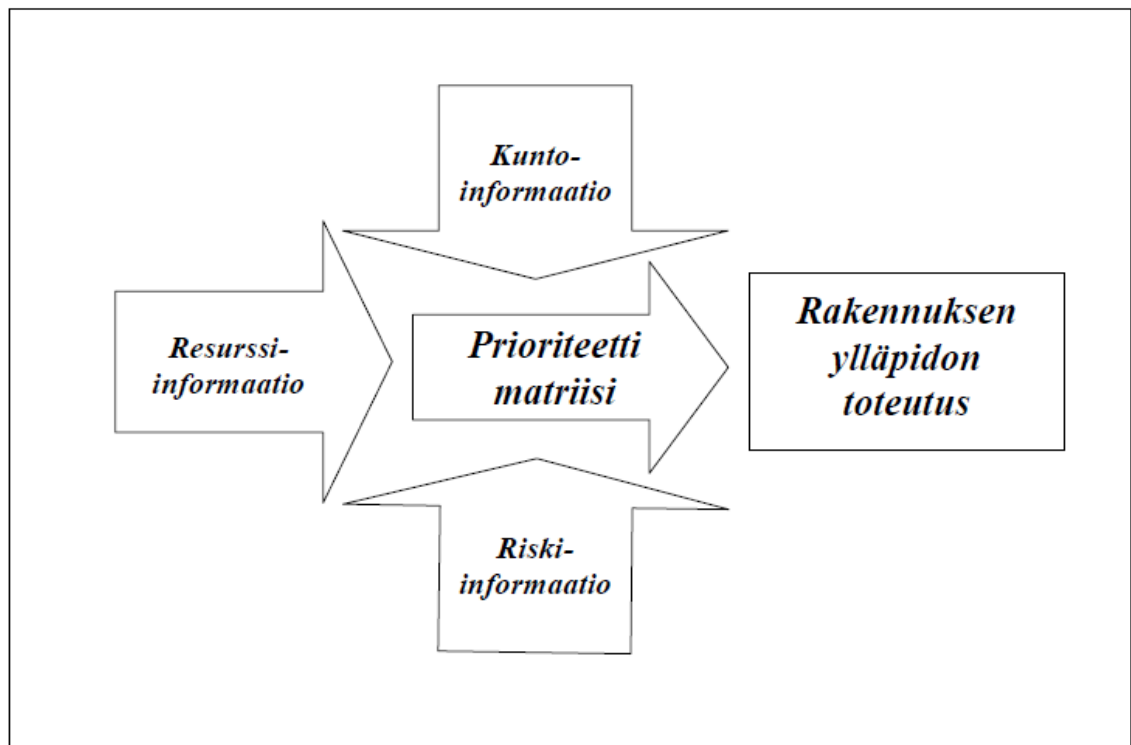 Kunto-
informaatio
Resurssi-
informaatio
Prioriteetti
matriisi
Rakennuksen
ylläpidon
toteutus
Riski-
informaatio